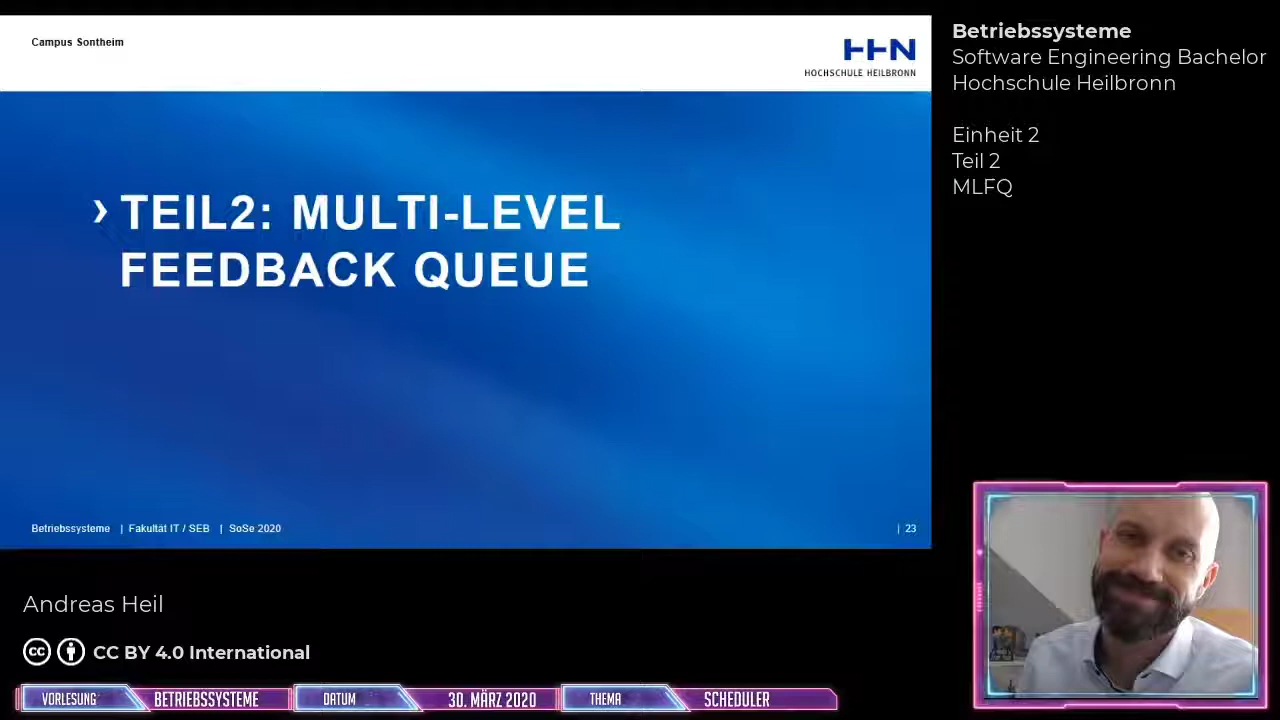 Campus Sontheim
HHN
HOCHSCHULE HEILBRONN
› TEIL2: MULTI-LEVEL
FEEDBACK QUEUE
Betriebssysteme | Fakultät IT / SEB | SoSe 2020
| 23
Betriebssysteme
Software Engineering Bachelor
Hochschule Heilbronn
Einheit 2
Teil 2
MLFQ
Andreas Heil
cc CC BY 4.0 International
VORLESUNG BETRIEBSSYSTEME DATUM 30. MÄRZ 2020 THEMA SCHEDULER